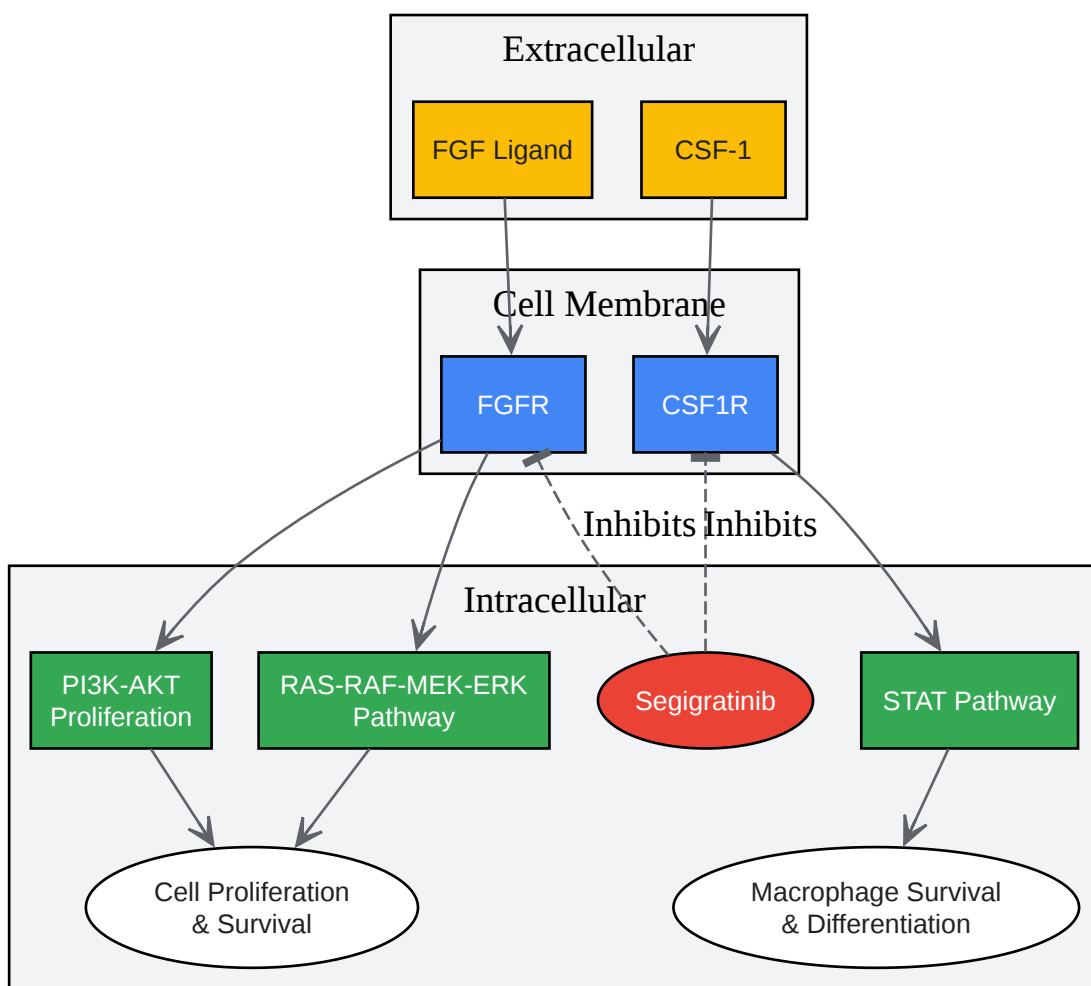 Extracellular
FGF Ligand
CSF-1
Cell Membrane
FGFR
CSF1R
Inhibits
Inhibits
Intracellular
PI3K-AKT
Proliferation
RAS-RAF-MEK-ERK
Pathway
Segigratinib
STAT Pathway
Cell Proliferation
& Survival
Macrophage Survival
& Differentiation